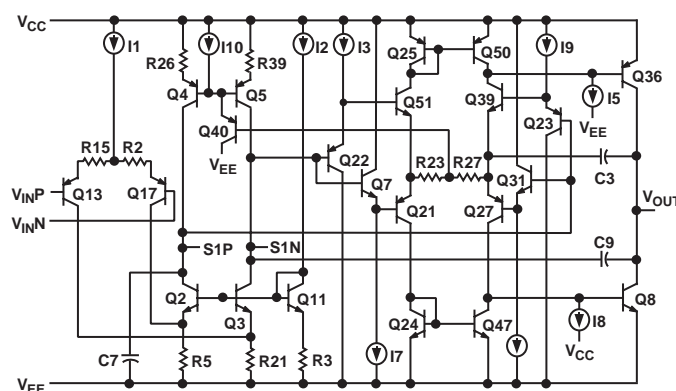 VCC
I1
I10
I2
I3
Q25
Q50
I9
R26
R39
Q36
Q4
Q5
Q51
Q39
I5
Q40
Q23
VEE
VEE
R15
R2
Q22
R23
R27
Q31
C3
VINP
Q13
Q17
Q7
VINN
Q21
Q27
VOUT
S1P
S1N
C9
Q2
Q3
Q11
Q8
Q24
Q47
I8
C7
R5
R21
R3
I7
VCC
VEE